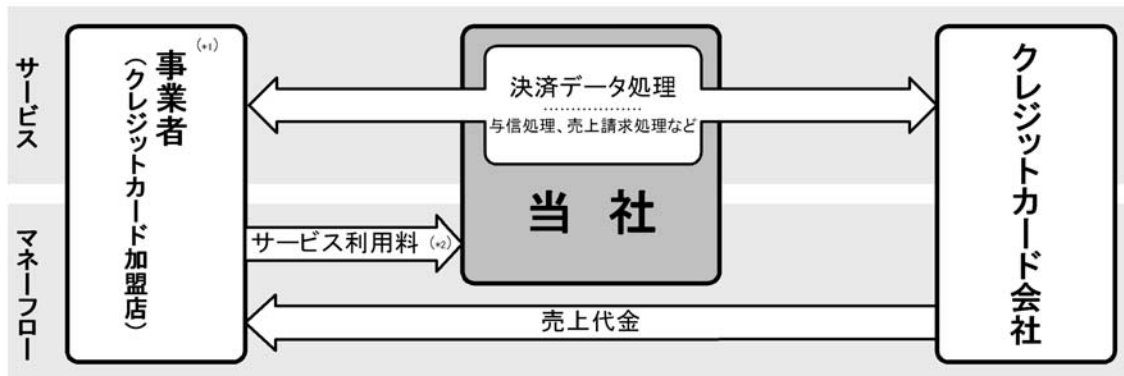 サービス
事業者(*1)
(クレジットカード加盟店)
決済データ処理
与信処理、売上請求処理など
当社
クレジットカード会社
マネーフロー
サービス利用料(*2)
売上代金